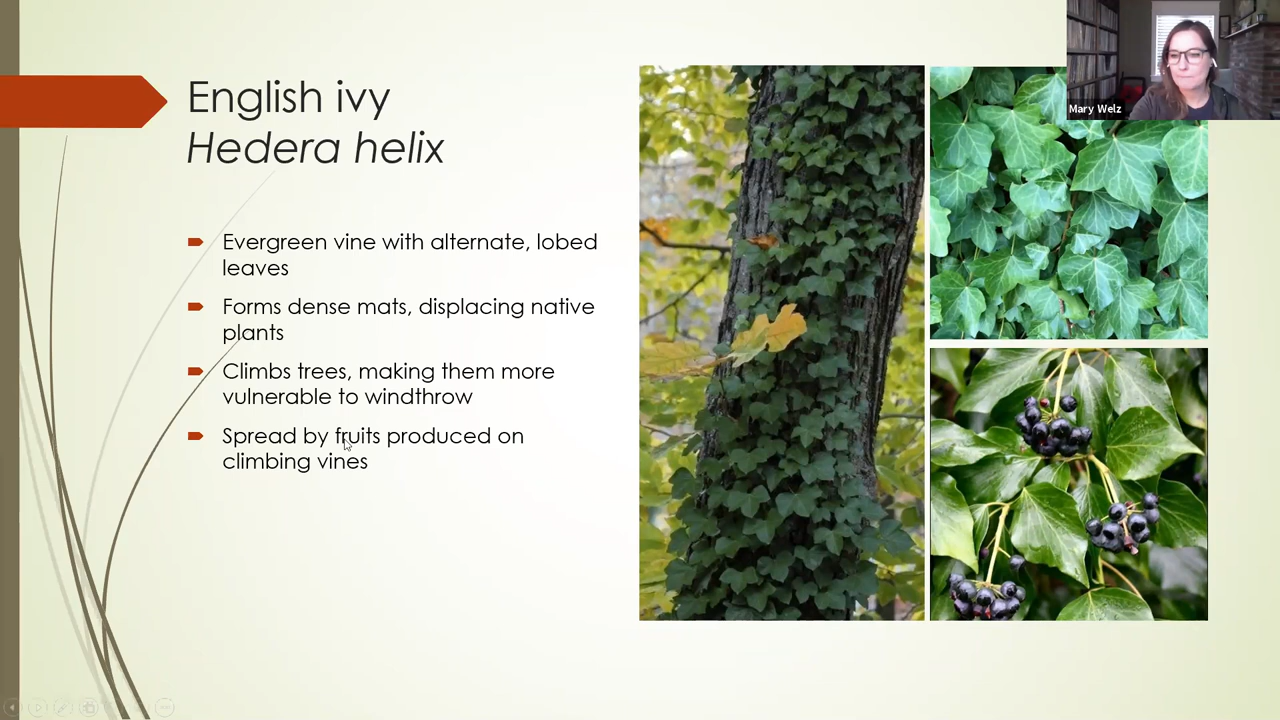 English ivy
Hedera helix
Evergreen vine with alternate, lobed
leaves
Forms dense mats, displacing native
plants
Climbs trees, making them more
vulnerable to windthrow
Spread by fruits produced on
climbing vines
Mary Welz